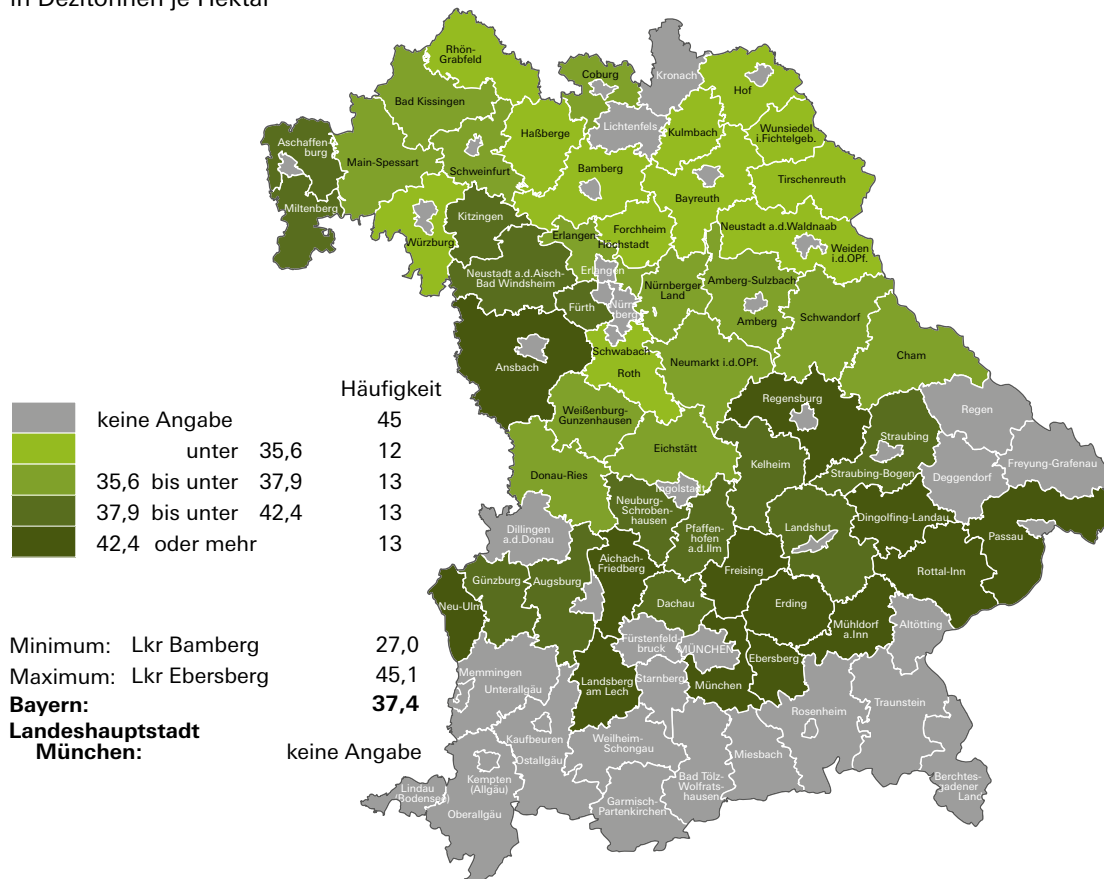 in Dezitonnen je Hektar
Rhön-
Grabfeld
Coburg
Kronach
Hof
Bad Kissingen
Lichtenfels
Kulmbach
Wunsiedel
i.Fichtelgeb.
Haßberge
Aschaffen-
burg
Main-Spessart
Schweinfurt
Bamberg
Bayreuth
Tirschenreuth
Miltenberg
Kitzingen
Würzburg
Forchheim
Erlangen-
Höchstadt
Neustadt a.d.Waldnaab
Weiden
i.d.OPf.
Erlangen
Neustadt a.d.Aisch-
Bad Windsheim
Fürth
Nürn-
berg
Nürnberger
Land
Amberg-Sulzbach
Amberg
Schwandorf
Ansbach
Schwabach
Roth
Neumarkt i.d.OPf.
Cham
Regensburg
Regen
Weißenburg-
Gunzenhausen
Eichstätt
Straubing
Straubing-Bogen
Freyung-Grafenau
Deggendorf
Donau-Ries
Kelheim
Ingolstadt
Neuburg-
Schroben-
hausen
Dillingen
a.d.Donau
Pfaffen-
hofen
a.d.Ilm
Landshut
Dingolfing-Landau
Passau
Aichach-
Friedberg
Freising
Rottal-Inn
Günzburg
Augsburg
Neu-Ulm
Dachau
Erding
Mühldorf
a.Inn
Altötting
Fürstenfeld-
bruck
MÜNCHEN
Ebersberg
München
Memmingen
Unterallgäu
Landsberg
am Lech
Starnberg
Rosenheim
Traunstein
Kaufbeuren
Ostallgäu
Weilheim-
Schongau
Miesbach
Bad Tölz-
Wolfrats-
hausen
Kempten
(Allgäu)
Lindau
(Bodensee)
Oberallgäu
Garmisch-
Partenkirchen
Berchtes-
gadener
Land
Häufigkeit
keine Angabe 45
unter 35,6 12
35,6 bis unter 37,9 13
37,9 bis unter 42,4 13
42,4 oder mehr 13
Minimum: Lkr Bamberg 27,0
Maximum: Lkr Ebersberg 45,1
Bayern: 37,4
Landeshauptstadt
München: keine Angabe